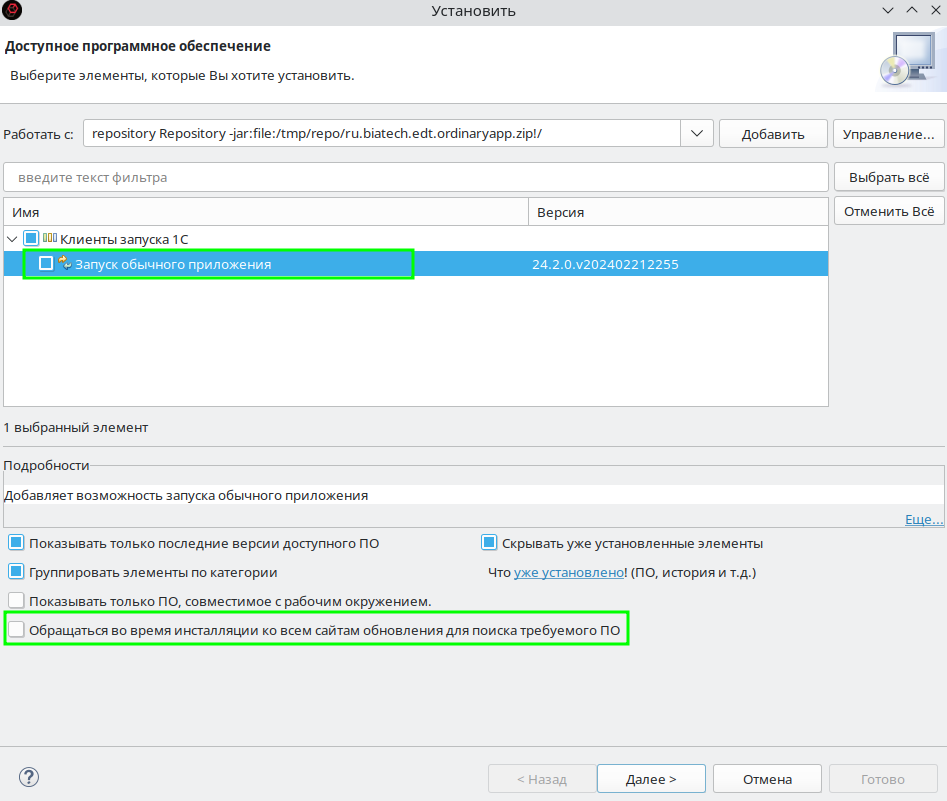 Установить
Доступное программное обеспечение
Выберите элементы, которые Вы хотите установить.
Работать с: repository Repository -jar:file:/tmp/repo/ru.biatech.edt.ordinaryapp.zip!/ Добавить Управление...
введите текст фильтра Выбрать всё
Имя Версия Отменить Всё
Клиенты запуска 1С
Запуск обычного приложения 24.2.0.v202402212255
1 выбранный элемент
Подробности
Добавляет возможность запуска обычного приложения
Еще...
Показывать только последние версии доступного ПО Скрывать уже установленные элементы
Группировать элементы по категории Что уже установлено! (ПО, история и т.д.)
Показывать только ПО, совместимое с рабочим окружением.
Обращаться во время инсталляции ко всем сайтам обновления для поиска требуемого ПО
? < Назад Далее > Отмена Готово